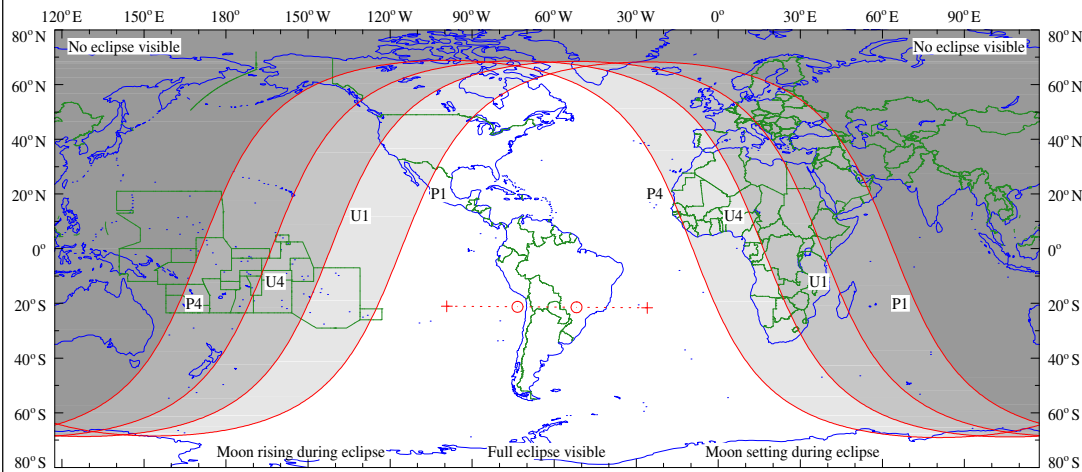 120° E 150° E 180° W 150° W 120° W 90° W 60° W 30° W 0° 30° E 60° E 90° E
80° N No eclipse visible No eclipse visible 80° N
60° N 60° N
40° N 40° N
20° N P1 P4 20° N
U1 U4
0° 0°
U4 U1
20° S P4 P1 20° S
40° S 40° S
60° S 60° S
80° S Moon rising during eclipse Full eclipse visible Moon setting during eclipse 80° S